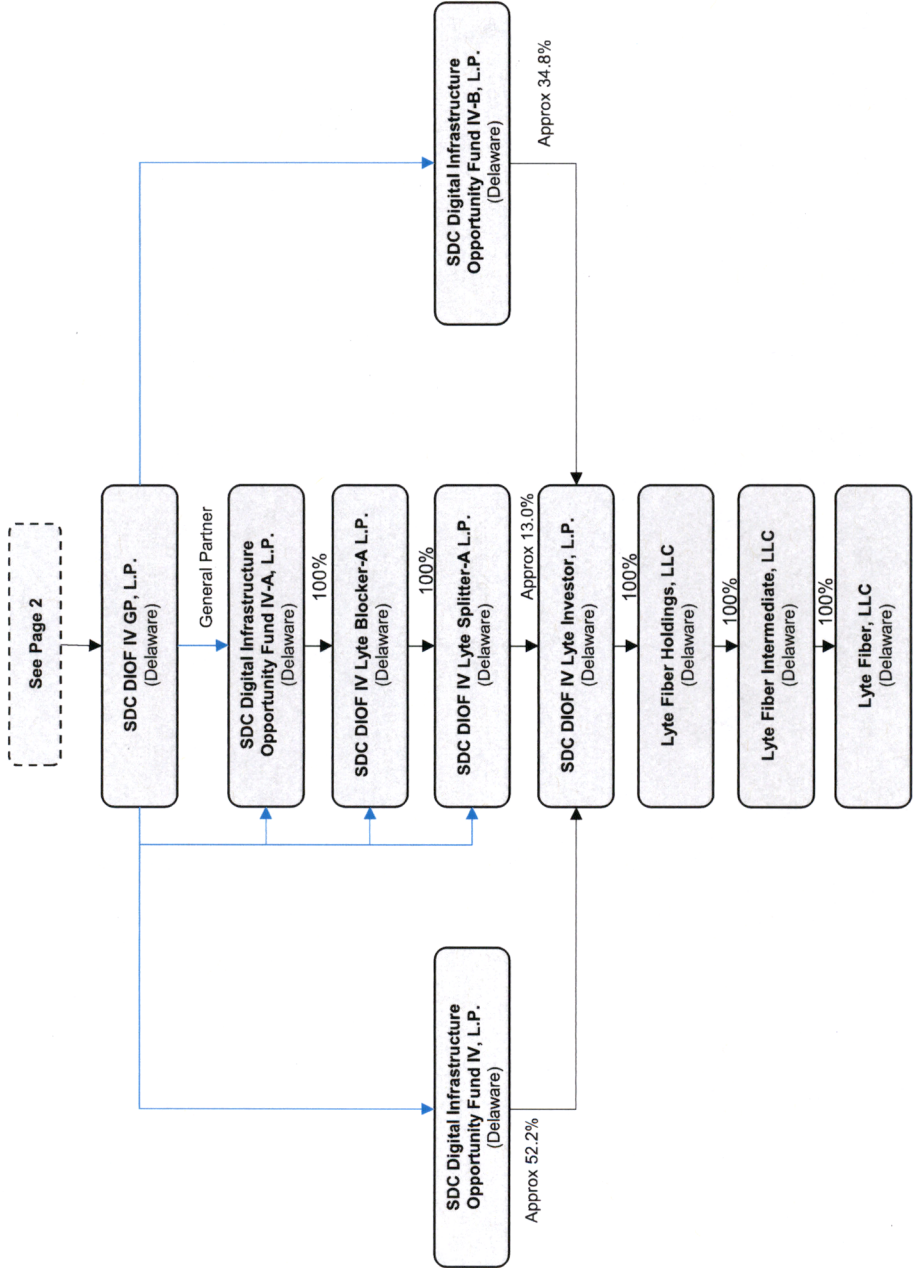 See Page 2
SDC DIOF IV GP, L.P.
(Delaware)
General Partner
SDC Digital Infrastructure
Opportunity Fund IV-A, L.P.
(Delaware)
100%
SDC DIOF IV Lyte Blocker-A L.P.
(Delaware)
100%
SDC Digital Infrastructure
Opportunity Fund IV, L.P.
(Delaware)
SDC DIOF IV Lyte Splitter-A L.P.
(Delaware)
SDC Digital Infrastructure
Opportunity Fund IV-B, L.P.
(Delaware)
Approx 52.2%
Approx 13.0%
Approx 34.8%
SDC DIOF IV Lyte Investor, L.P.
(Delaware)
100%
Lyte Fiber Holdings, LLC
(Delaware)
100%
Lyte Fiber Intermediate, LLC
(Delaware)
100%
Lyte Fiber, LLC
(Delaware)